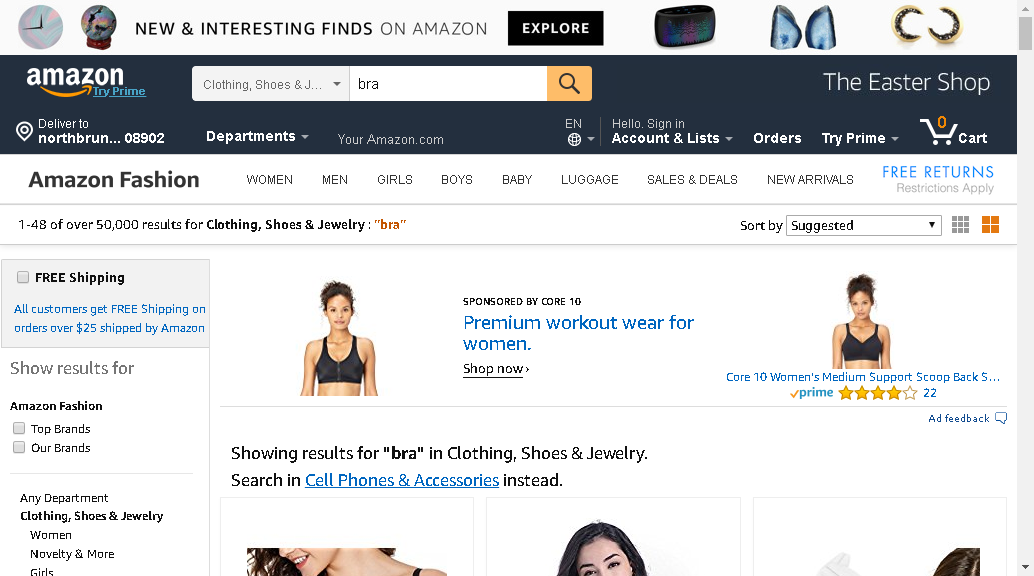 NEW & INTERESTING FINDS ON AMAZON EXPLORE
amazon
Try Prime
Clothing, Shoes & J...
bra
The Easter Shop
Deliver to
northbrun... 08902
Departments
Your Amazon.com
EN
Hello. Sign in
Account & Lists
Orders
Try Prime
0
Cart
Amazon Fashion
WOMEN MEN GIRLS BOYS BABY LUGGAGE SALES & DEALS NEW ARRIVALS
FREE RETURNS
Restrictions Apply
1-48 of over 50,000 results for Clothing, Shoes & Jewelry : "bra"
Sort by Suggested
FREE Shipping
All customers get FREE Shipping on
orders over $25 shipped by Amazon
Show results for
Amazon Fashion
Top Brands
Our Brands
Any Department
Clothing, Shoes & Jewelry
Women
Novelty & More
Girls
SPONSORED BY CORE 10
Premium workout wear for
women.
Shop now ›
Core 10 Women's Medium Support Scoop Back S...
prime 22
Ad feedback
Showing results for "bra" in Clothing, Shoes & Jewelry.
Search in Cell Phones & Accessories instead.